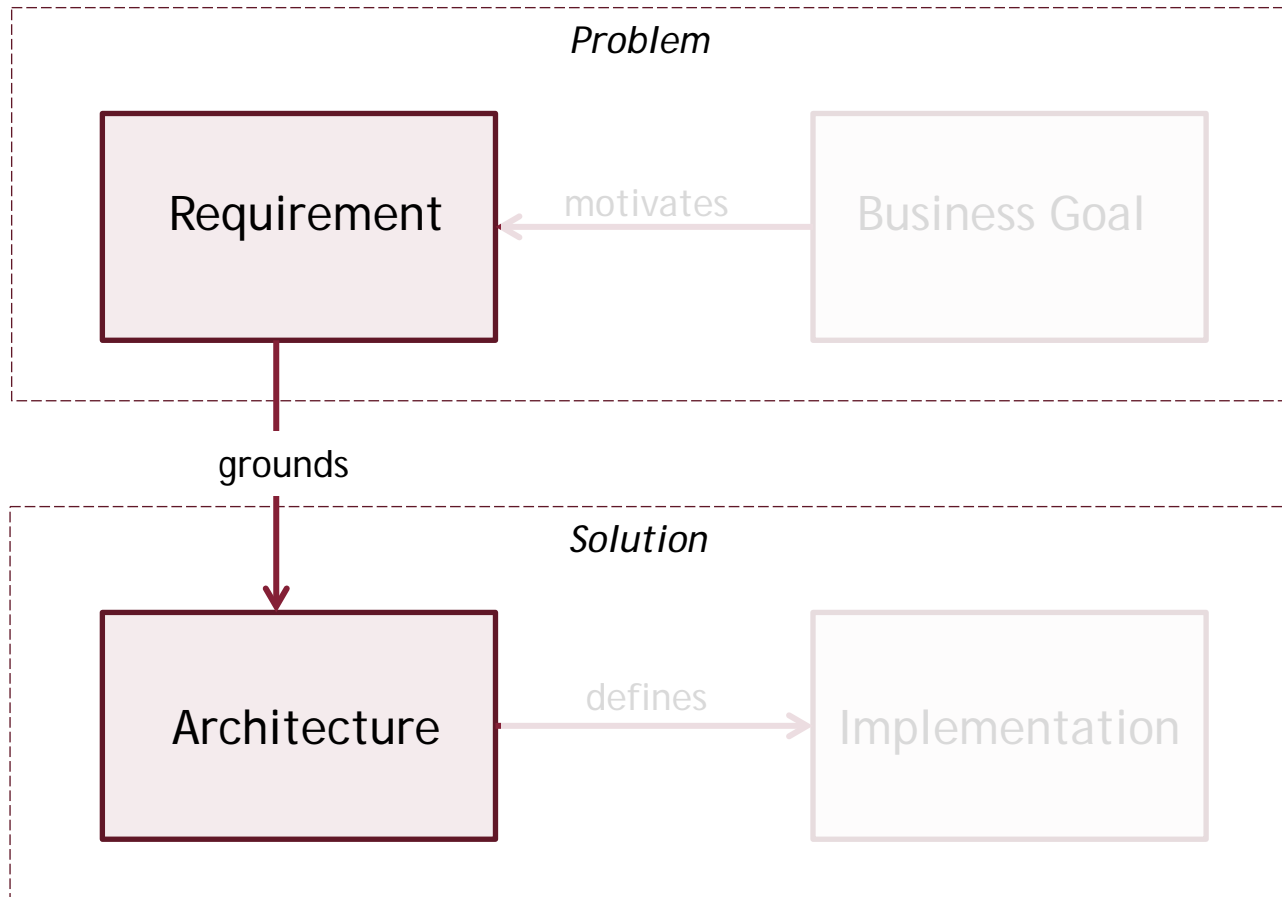 Problem
Requirement
motivates
Business Goal
grounds
Solution
Architecture
defines
Implementation